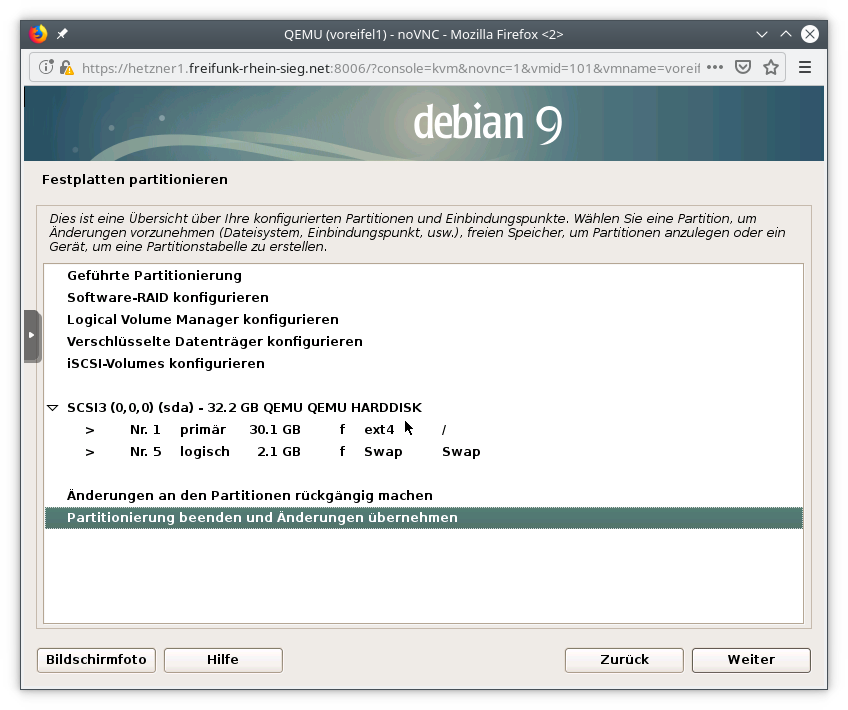 QEMU (voreifel1) - noVNC - Mozilla Firefox <2>
https://hetzner1.freifunk-rhein-sieg.net:8006/?console=kvm&novnc=1&vmid=101&vmname=voreif
debian 9
Festplatten partitionieren
Dies ist eine Übersicht über Ihre konfigurierten Partitionen und Einbindungspunkte. Wählen Sie eine Partition, um
Änderungen vorzunehmen (Dateisystem, Einbindungspunkt, usw.), freien Speicher, um Partitionen anzulegen oder ein
Gerät, um eine Partitionstabelle zu erstellen.
Geführte Partitionierung
Software-RAID konfigurieren
Logical Volume Manager konfigurieren
Verschlüsselte Datenträger konfigurieren
iSCSI-Volumes konfigurieren
SCSI3 (0,0,0) (sda) - 32.2 GB QEMU QEMU HARDDISK
> Nr. 1 primär 30.1 GB f ext4 /
> Nr. 5 logisch 2.1 GB f Swap Swap
Änderungen an den Partitionen rückgängig machen
Partitionierung beenden und Änderungen übernehmen
Bildschirmfoto Hilfe Zurück Weiter